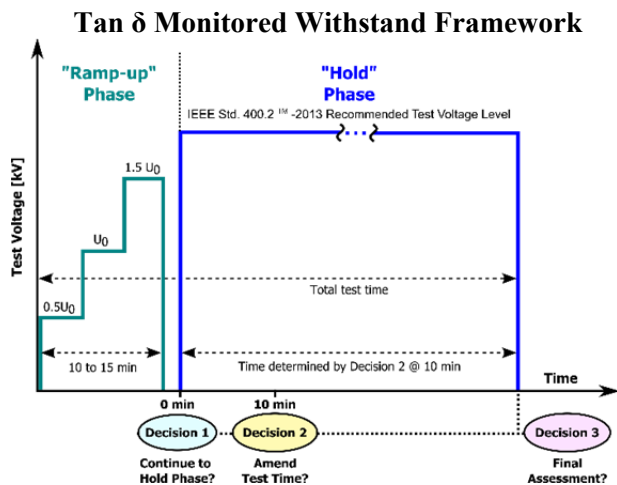 Tan δ Monitored Withstand Framework
"Ramp-up"
Phase
"Hold"
Phase
IEEE Std. 400.2 ™ -2013 Recommended Test Voltage Level
Test Voltage [kV]
1.5 U0
U0
0.5U0
Total test time
10 to 15 min
Time determined by Decision 2 @ 10 min
Time
0 min
10 min
Decision 1
Decision 2
Decision 3
Continue to
Hold Phase?
Amend
Test Time?
Final
Assessment?